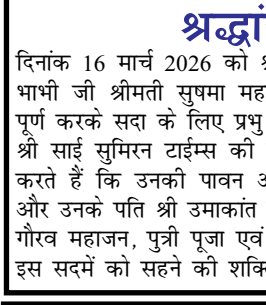 श्रद्धां
दिनांक 16 मार्च 2026 को
भाभी जी श्रीमती सुषमा मह
पूर्ण करके सदा के लिए प्रभु
श्री साई सुमिरन टाईम्स की
करते हैं कि उनकी पावन
और उनके पति श्री उमाकांत
गौरव महाजन, पुत्री पूजा एवं
इस सदमें को सहने की शक्ति